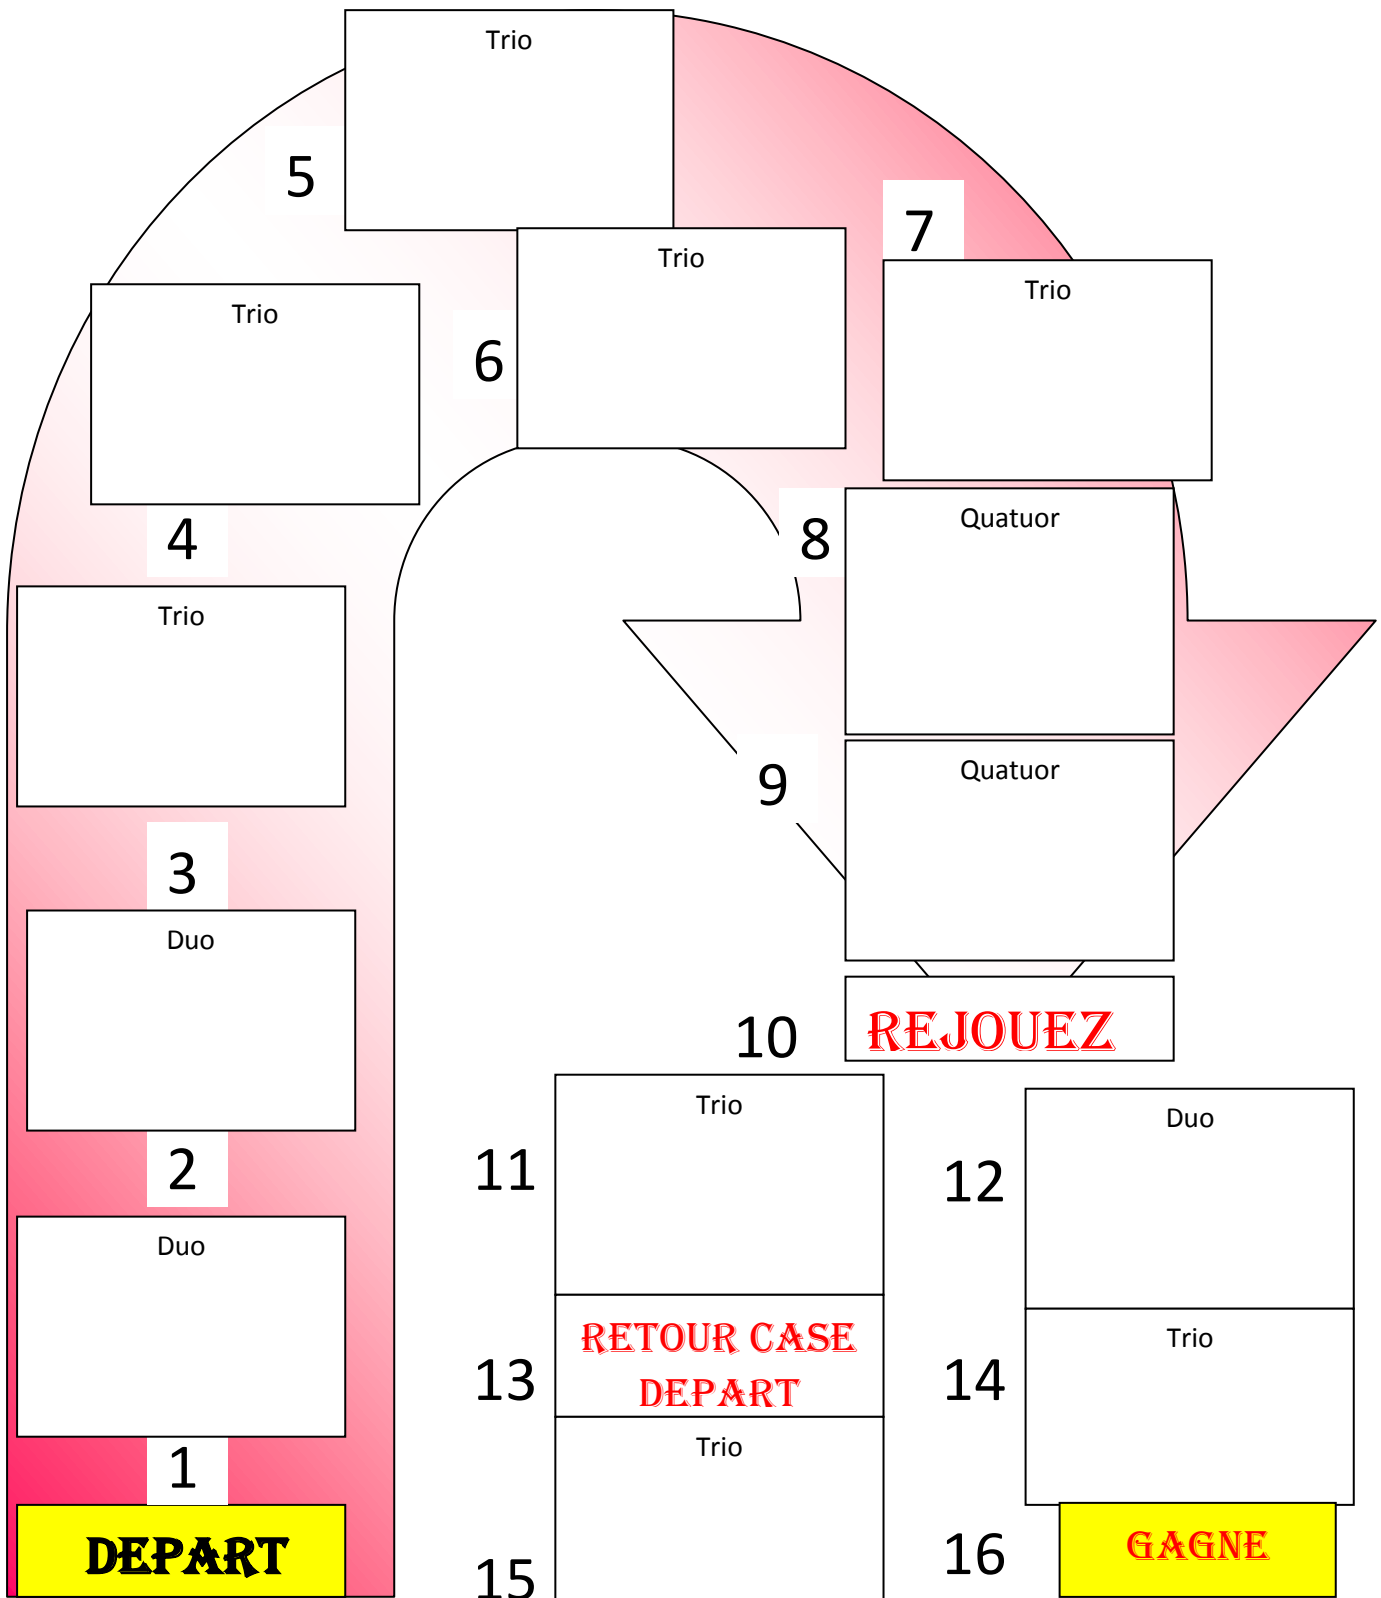 Trio
5
Trio
7
Trio
Trio
6
4
Quatuor
8
Trio
9
Quatuor
3
Duo
10
REJOUEZ
2
Trio
11
Duo
12
Duo
RETOUR CASE
DEPART
13
Trio
14
1
Trio
DEPART
15
16
GAGNE